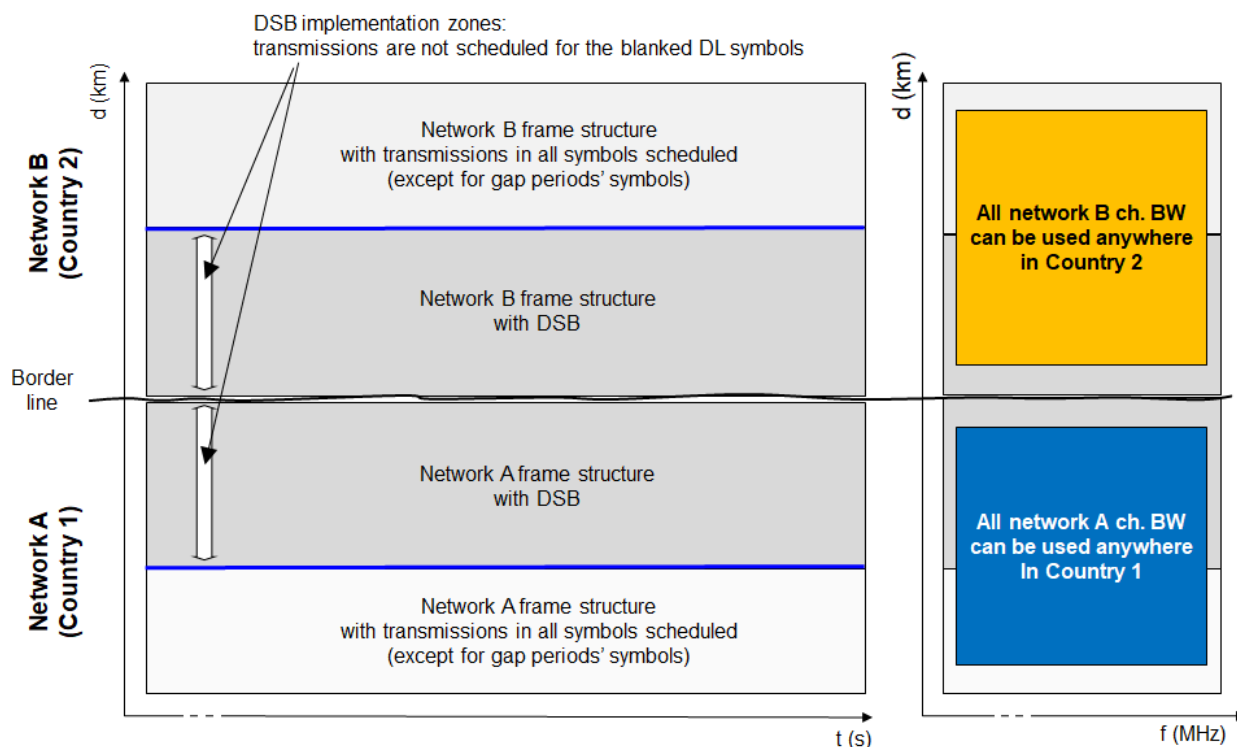 DSB implementation zones:
transmissions are not scheduled for the blanked DL symbols
d (km)
d (km)
Network B
(Country 2)
Network B frame structure
with transmissions in all symbols scheduled
(except for gap periods' symbols)
All network B ch. BW
can be used anywhere
in Country 2
Network B frame structure
with DSB
Border
line
Network A
(Country 1)
Network A frame structure
with DSB
All network A ch. BW
can be used anywhere
In Country 1
Network A frame structure
with transmissions in all symbols scheduled
(except for gap periods' symbols)
t (s)
f (MHz)